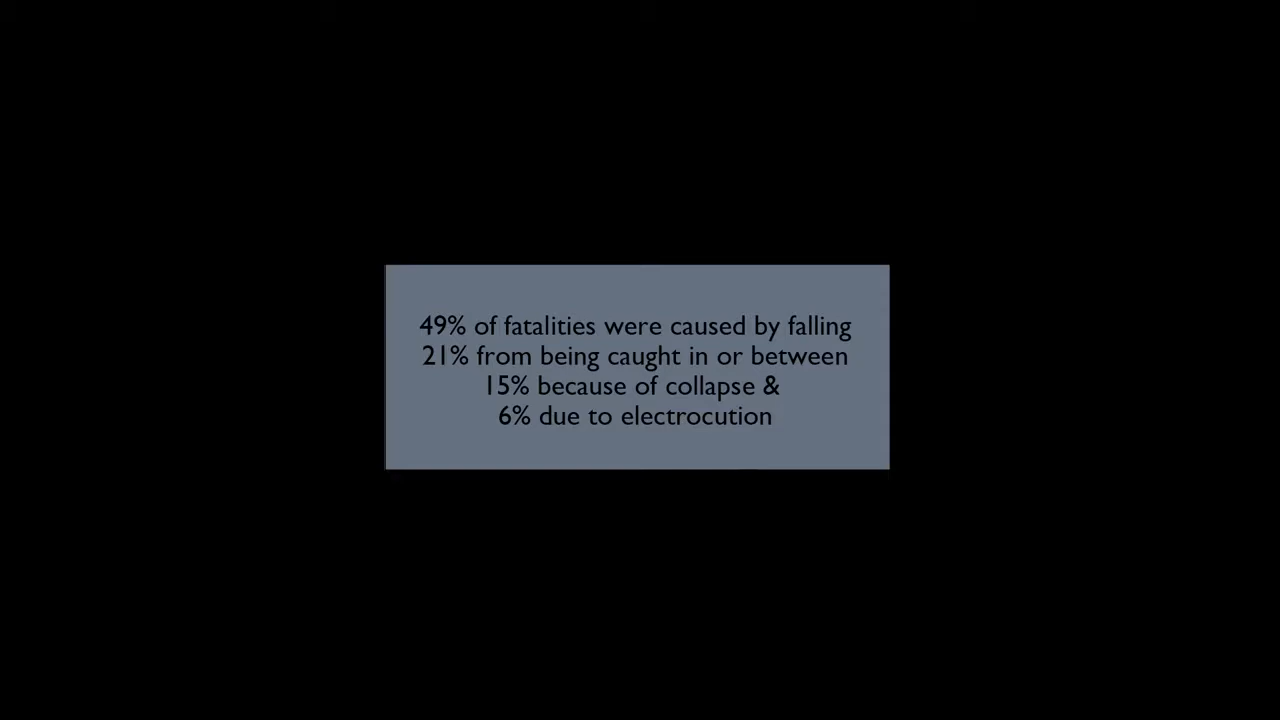 49% of fatalities were caused by falling
21% from being caught in or between
15% because of collapse &
6% due to electrocution